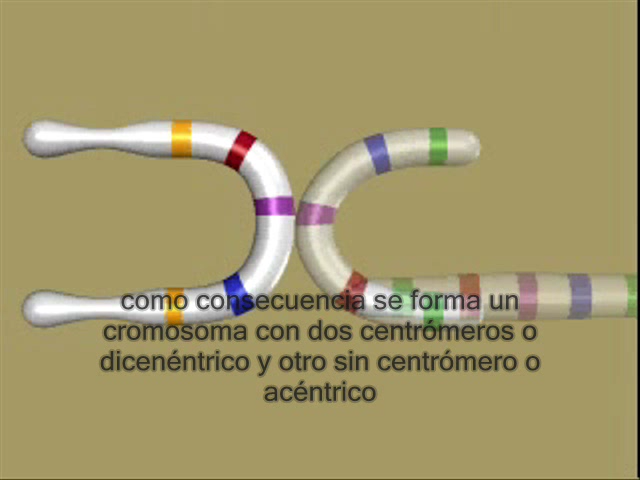 como consecuencia se forma un
cromosoma con dos centrómeros o
dicenéntrico y otro sin centrómero o
acéntrico